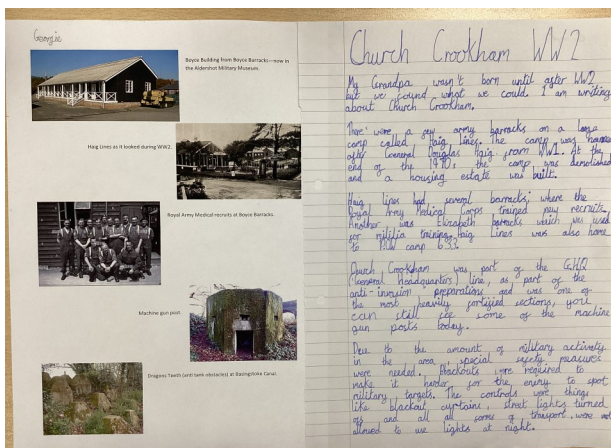 Georgie
Boyce Building from Boyce Barracks—now in
the Aldershot Military Museum.
Haig Lines as it looked during WW2.
Royal Army Medical recruits at Boyce Barracks.
Machine gun post.
Dragons Teeth (anti tank obstacles) at Basingstoke Canal.
Church Crookham WW2
My Grandpa wasn't born until after WW2
but we found what we could. I am writing
about Church Crookham.
There were a few army barracks on a large
camp called Haig Lines. The camp was named
after General Douglas Haig from WW1. At the
end of the 1990, the camp was demolished
and a housing estate was built.
Haig lines had several barracks; where the
Royal Army Medical Corps trained new recruits.
Another was Elizabeth barracks which was used
for militia training. Haig Lines was also home
to PoW camp 633.
Church Crookham was part of the GHQ
(General headquarters) line, as part of the
anti-invasion preparations and was one of
the most heavily fortified sections, you
can still see some of the machine
gun posts today.
Due to the amount of military activity
in the area, special safety measures
were needed. Blackouts were required to
make it harder for the enemy to spot
military targets. The controls were things
like blackout curtains, street lights turned
off and all all forms of transport were not
allowed to use lights at night.